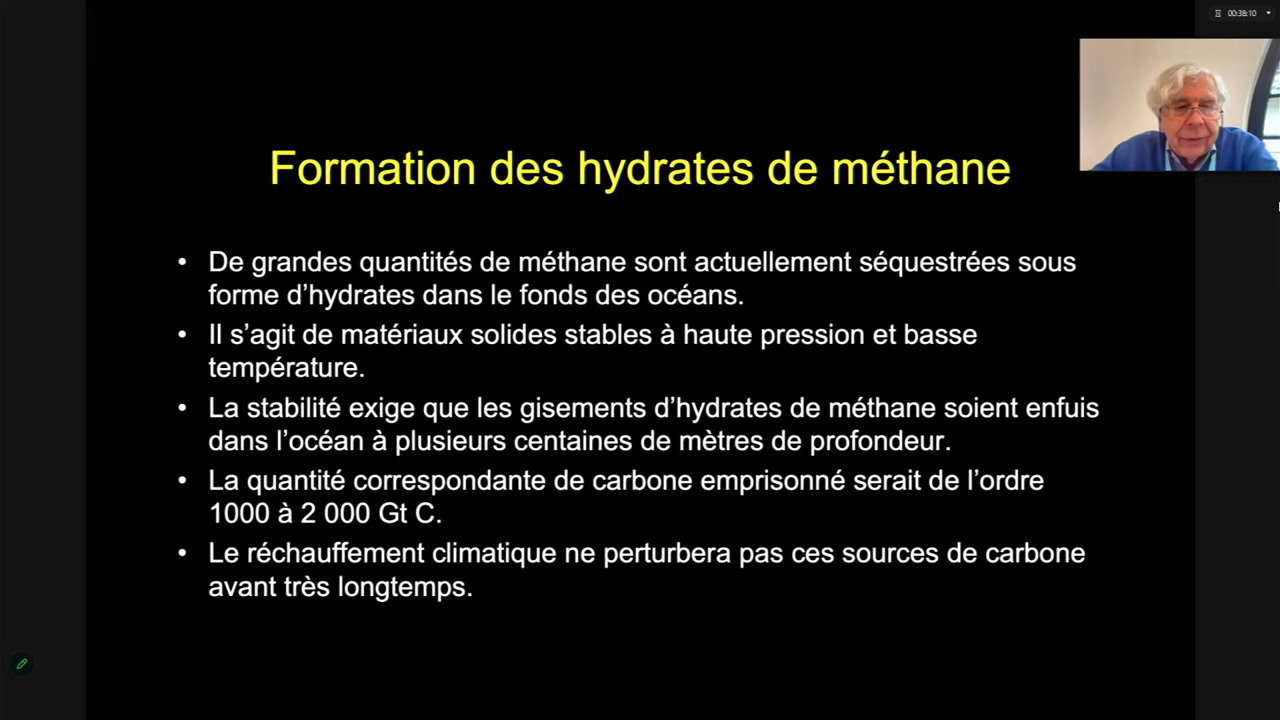 00:38:10
Formation des hydrates de méthane
• De grandes quantités de méthane sont actuellement séquestrées sous
forme d’hydrates dans le fonds des océans.
• Il s’agit de matériaux solides stables à haute pression et basse
température.
• La stabilité exige que les gisements d’hydrates de méthane soient enfuis
dans l’océan à plusieurs centaines de mètres de profondeur.
• La quantité correspondante de carbone emprisonné serait de l’ordre
1000 à 2 000 Gt C.
• Le réchauffement climatique ne perturbera pas ces sources de carbone
avant très longtemps.